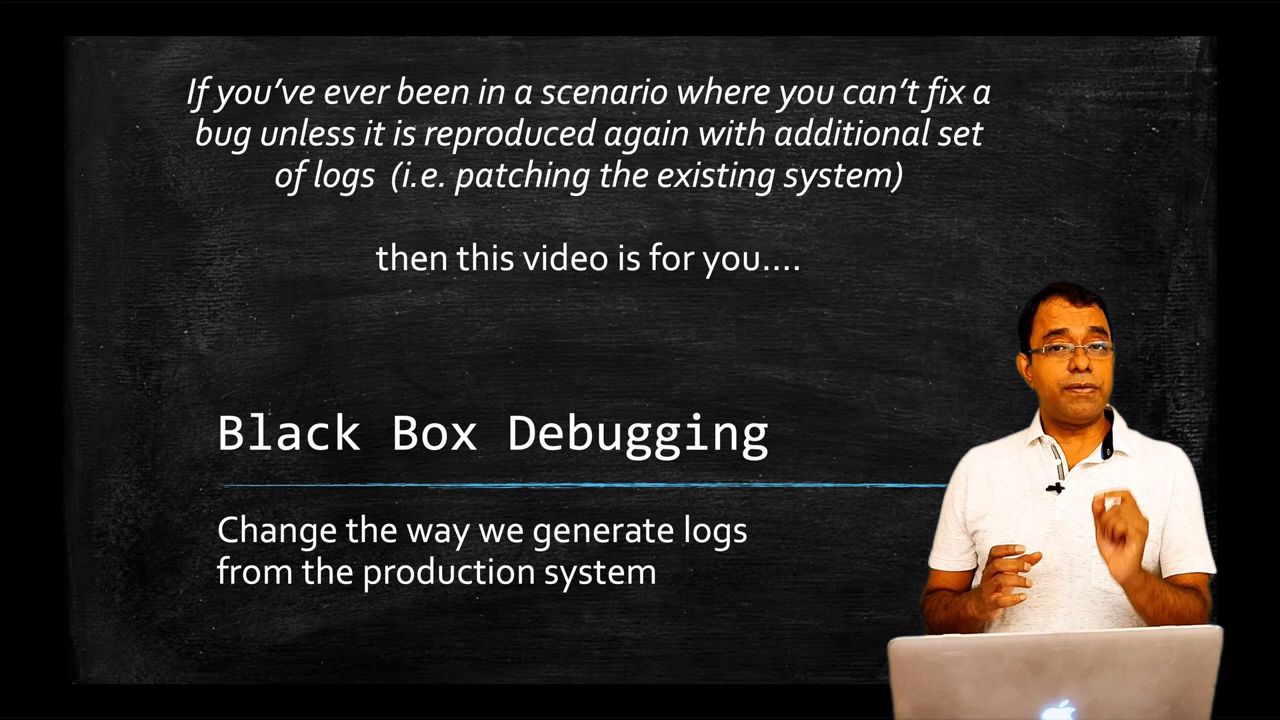 If you've ever been in a scenario where you can't fix a
bug unless it is reproduced again with additional set
of logs (i.e. patching the existing system)
then this video is for you....
Black Box Debugging
Change the way we generate logs
from the production system